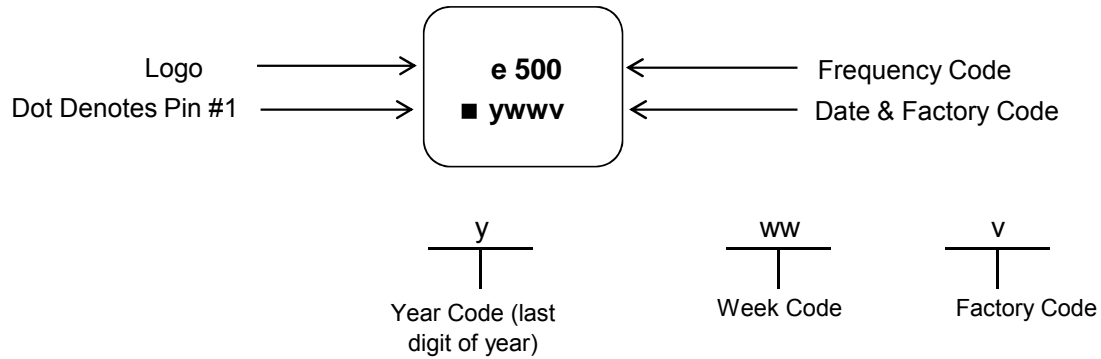 Logo
e 500
Frequency Code
Dot Denotes Pin #1
■ ywwv
Date & Factory Code
y
ww
v
Year Code (last
digit of year)
Week Code
Factory Code